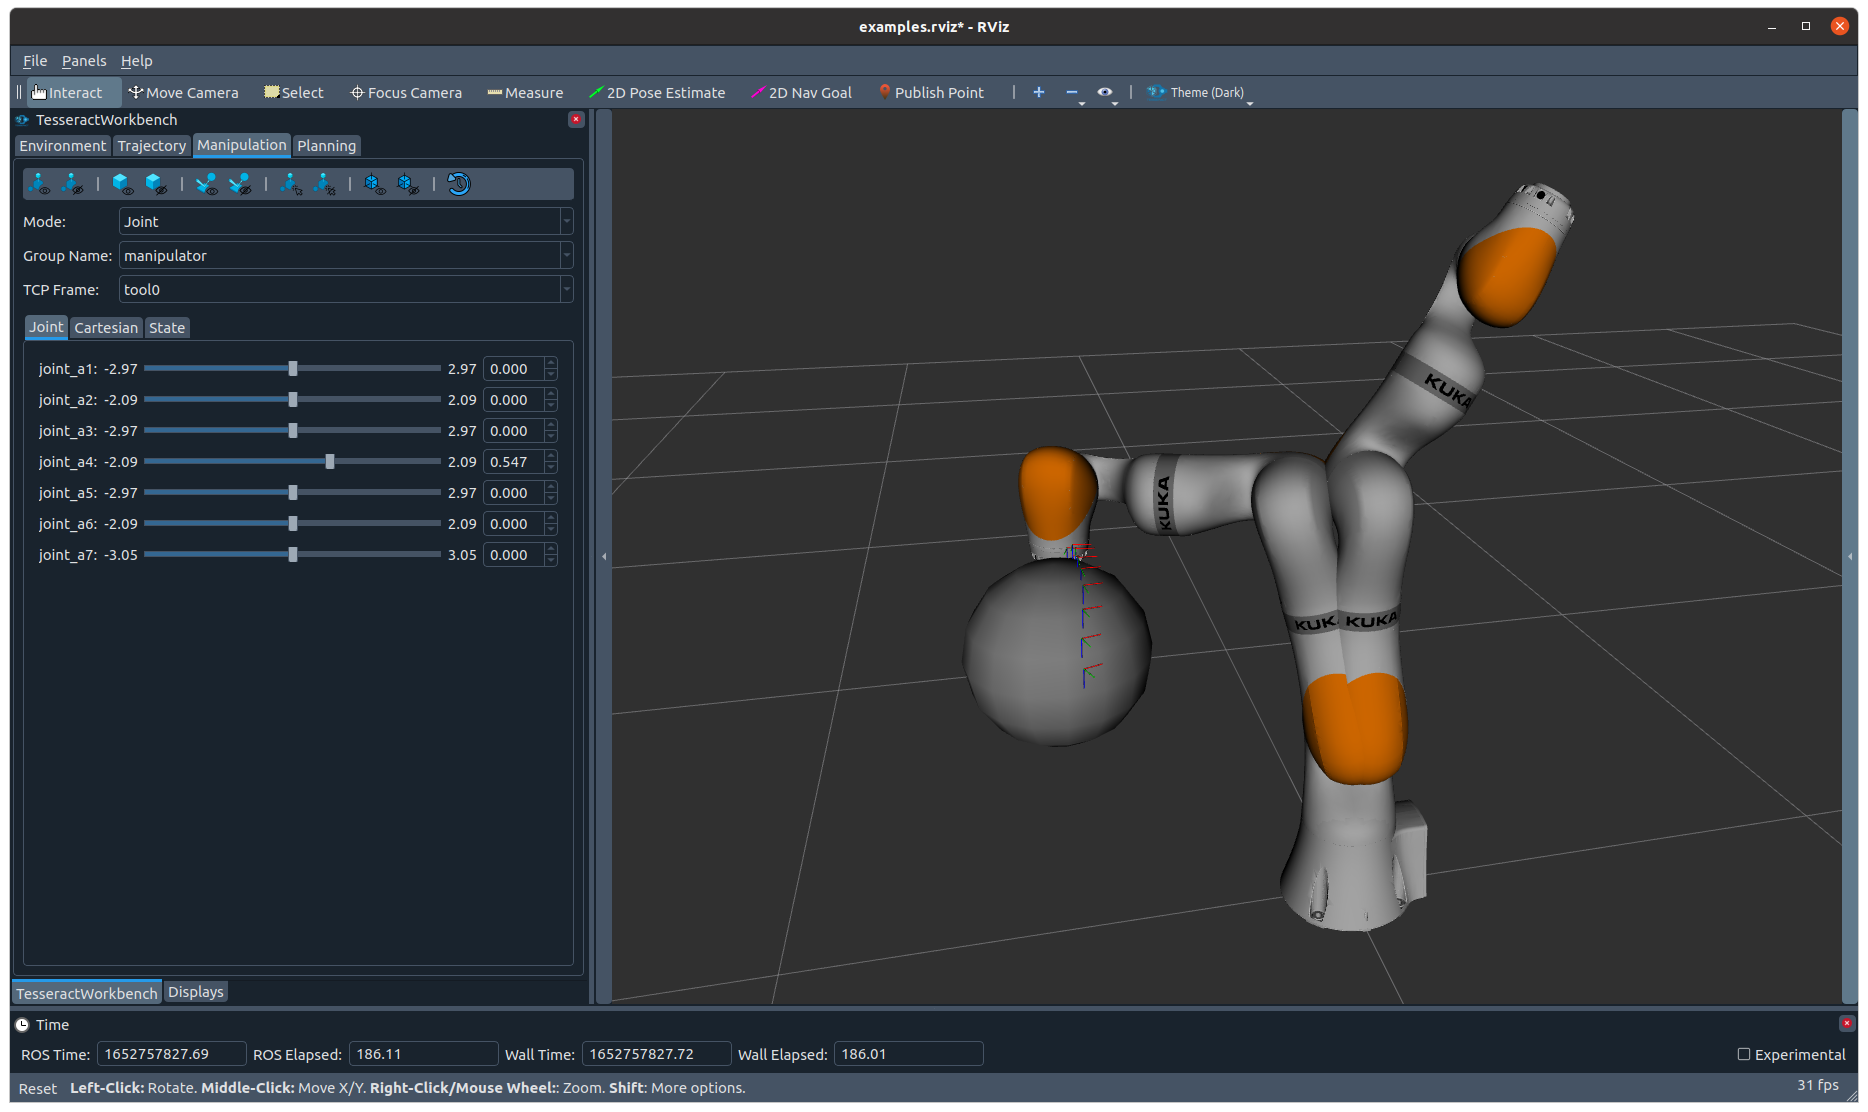 examples.rviz* - RViz
File Panels Help
Interact Move Camera Select Focus Camera Measure 2D Pose Estimate 2D Nav Goal Publish Point Theme (Dark)
TesseractWorkbench
Environment Trajectory Manipulation Planning
Mode: Joint
Group Name: manipulator
TCP Frame: tool0
Joint Cartesian State
joint_a1: -2.97 2.97 0.000
joint_a2: -2.09 2.09 0.000
joint_a3: -2.97 2.97 0.000
joint_a4: -2.09 2.09 0.547
joint_a5: -2.97 2.97 0.000
joint_a6: -2.09 2.09 0.000
joint_a7: -3.05 3.05 0.000
KUKA
KUKA
KUKA
TesseractWorkbench Displays
Time
ROS Time: 1652757827.69 ROS Elapsed: 186.11 Wall Time: 1652757827.72 Wall Elapsed: 186.01 Experimental
Reset Left-Click: Rotate. Middle-Click: Move X/Y. Right-Click/Mouse Wheel:: Zoom. Shift: More options. 31 fps